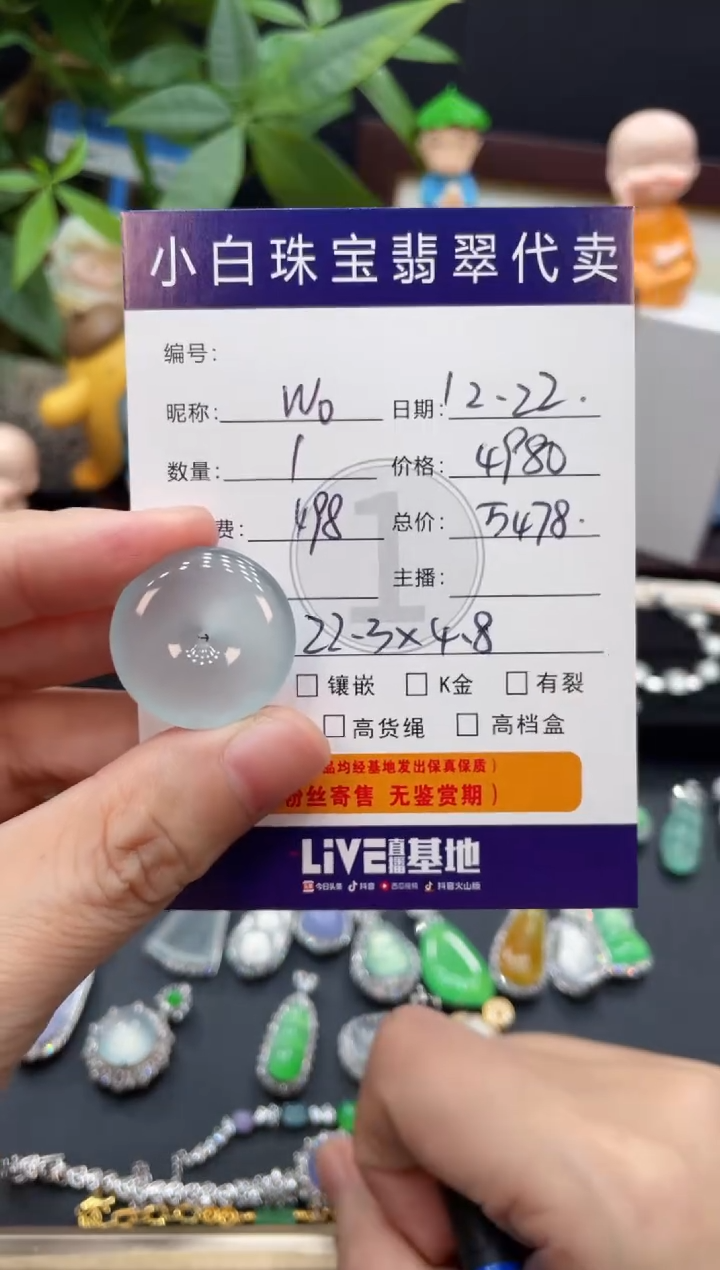 小白珠宝翡翠代卖
编号:
昵称: W0 日期: 12-22.
数量: 1 价格: 4980
费: 498 总价: 5478.
主播:
22-3×4.8
□ 镶嵌 □ K金 □ 有裂
□ 高货绳 □ 高档盒
品均经基地发出保真保质)
粉丝寄售 无鉴赏期)
LiVE直播基地
今日头条 抖音 西瓜视频 抖音火山版
1